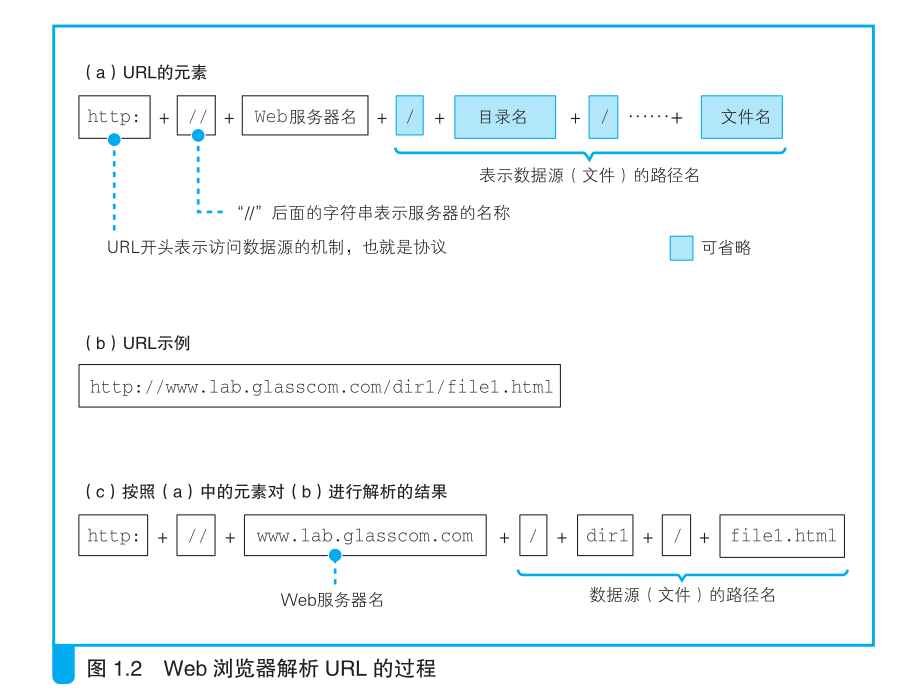 （a）URL的元素
http: + // + Web服务器名 + / + 目录名 + / ……+ 文件名
表示数据源（文件）的路径名
“//”后面的字符串表示服务器的名称
URL开头表示访问数据源的机制，也就是协议
可省略
（b）URL示例
http://www.lab.glasscom.com/dir1/file1.html
（c）按照（a）中的元素对（b）进行解析的结果
http: + // + www.lab.glasscom.com + / + dir1 + / + file1.html
Web服务器名
数据源（文件）的路径名
图 1.2 Web 浏览器解析 URL 的过程